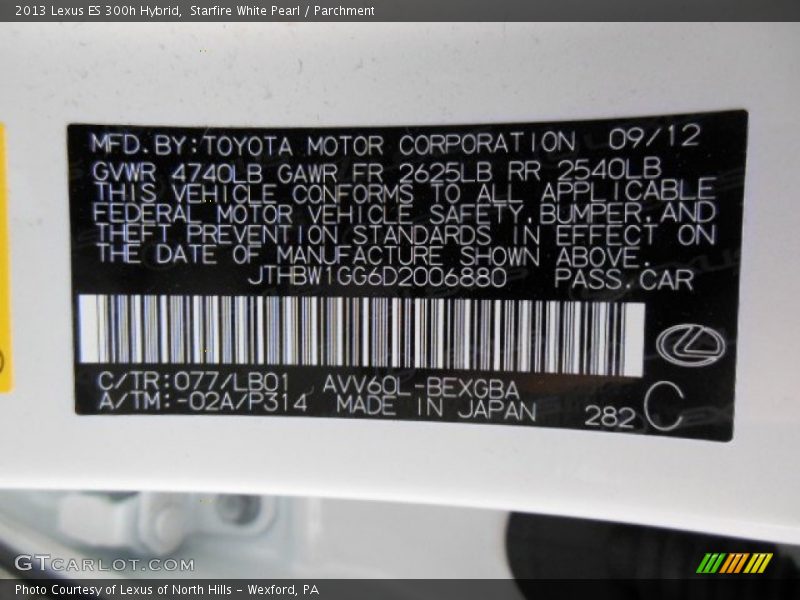 2013 Lexus ES 300h Hybrid, Starfire White Pearl / Parchment
MFD.BY:TOYOTA MOTOR CORPORATION 09/12
GVWR 4740LB GAWR FR 2625LB RR 2540LB
THIS VEHICLE CONFORMS TO ALL APPLICABLE
FEDERAL MOTOR VEHICLE SAFETY,BUMPER,AND
THEFT PREVENTION STANDARDS IN EFFECT ON
THE DATE OF MANUFACTURE SHOWN ABOVE.
JTHBW1GG6D2006880 PASS.CAR
C/TR:077/LB01 AVV60L-BEXGBA
A/TM:-02A/P314 MADE IN JAPAN 282 C
GTCARLOT.COM
Photo Courtesy of Lexus of North Hills - Wexford, PA